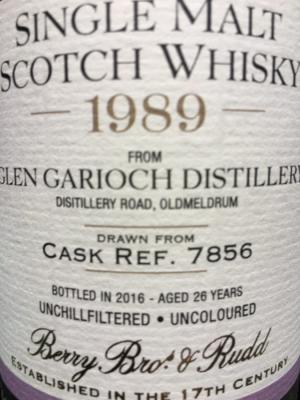 SINGLE MALT
SCOTCH WHISKY
1989
FROM
GLEN GARIOCH DISTILLERY
DISITILLERY ROAD, OLDMELDRUM
DRAWN FROM
CASK REF. 7856
BOTTLED IN 2016 - AGED 26 YEARS
UNCHILLFILTERED • UNCOLOURED
Berry Bros. & Rudd
ESTABLISHED IN THE 17TH CENTURY